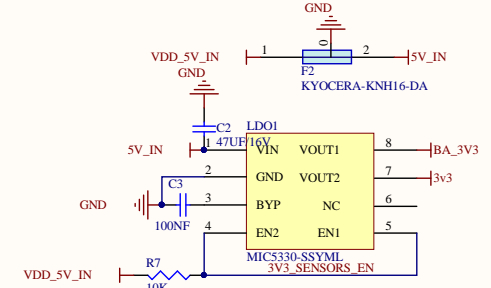 GND
0
VDD_5V_IN 1 2 5V_IN
F2
KYOCERA-KNH16-DA
GND
C2
47UF/16V
LDO1
5V_IN 1 VIN VOUT1 8 BA_3V3
2 GND VOUT2 7 3v3
C3
GND 3 BYP NC 6
100NF
4 EN2 EN1 5
MIC5330-SSYML
3V3_SENSORS_EN
R7
VDD_5V_IN
10K